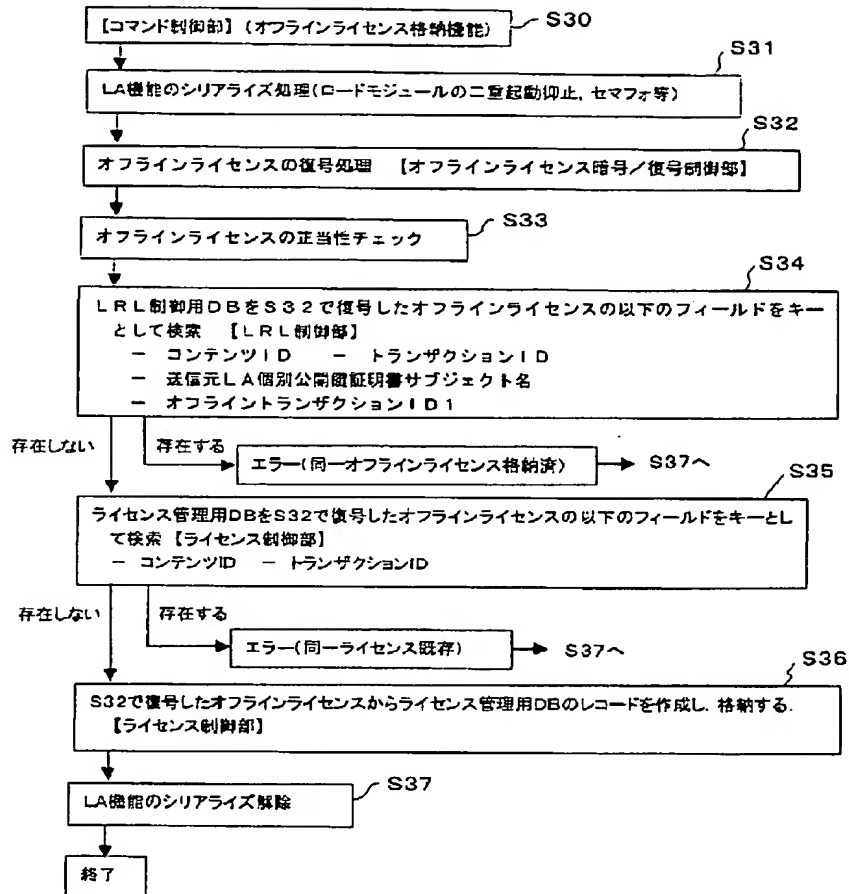 【コマンド制御部】(オフラインライセンス格納機能)
S30
S31
LA機能のシリアライズ処理(ロードモジュールの二重起動抑止, セマフォ等)
S32
オフラインライセンスの復号処理 【オフラインライセンス暗号/復号制御部】
S33
オフラインライセンスの正当性チェック
S34
LRL制御用DBをS32で復号したオフラインライセンスの以下のフィールドをキー
として検索 【LRL制御部】
- コンテンツID - トランザクションID
- 送信元LA個別公開鍵証明書サブジェクト名
- オフライントランザクションID1
存在しない 存在する
エラー(同一オフラインライセンス格納済) S37へ
S35
ライセンス管理用DBをS32で復号したオフラインライセンスの以下のフィールドをキーとし
て検索 【ライセンス制御部】
- コンテンツID - トランザクションID
存在しない 存在する
エラー(同一ライセンス既存) S37へ
S36
S32で復号したオフラインライセンスからライセンス管理用DBのレコードを作成し, 格納する.
【ライセンス制御部】
S37
LA機能のシリアライズ解除
終了